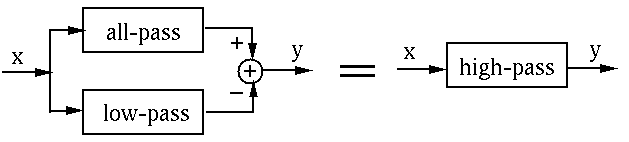 all-pass
x
+
y
+
−
low-pass
=
x
high-pass
y